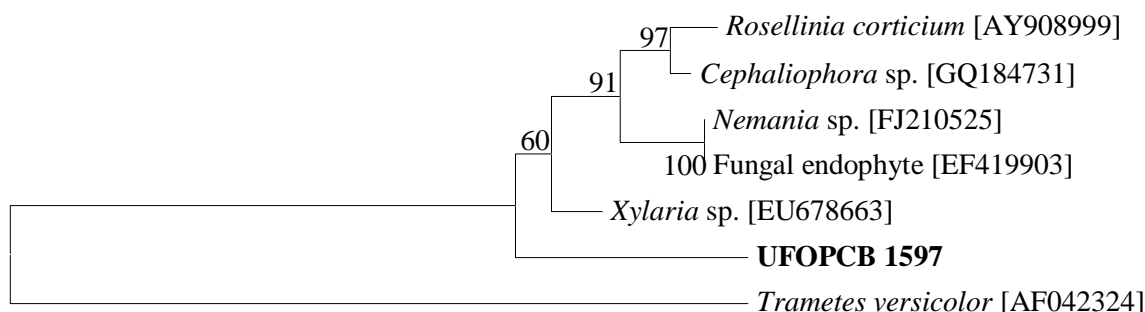 97 Rosellinia corticium [AY908999]
Cephaliophora sp. [GQ184731]
91
Nemania sp. [FJ210525]
60
100 Fungal endophyte [EF419903]
Xylaria sp. [EU678663]
UFOPCB 1597
Trametes versicolor [AF042324]